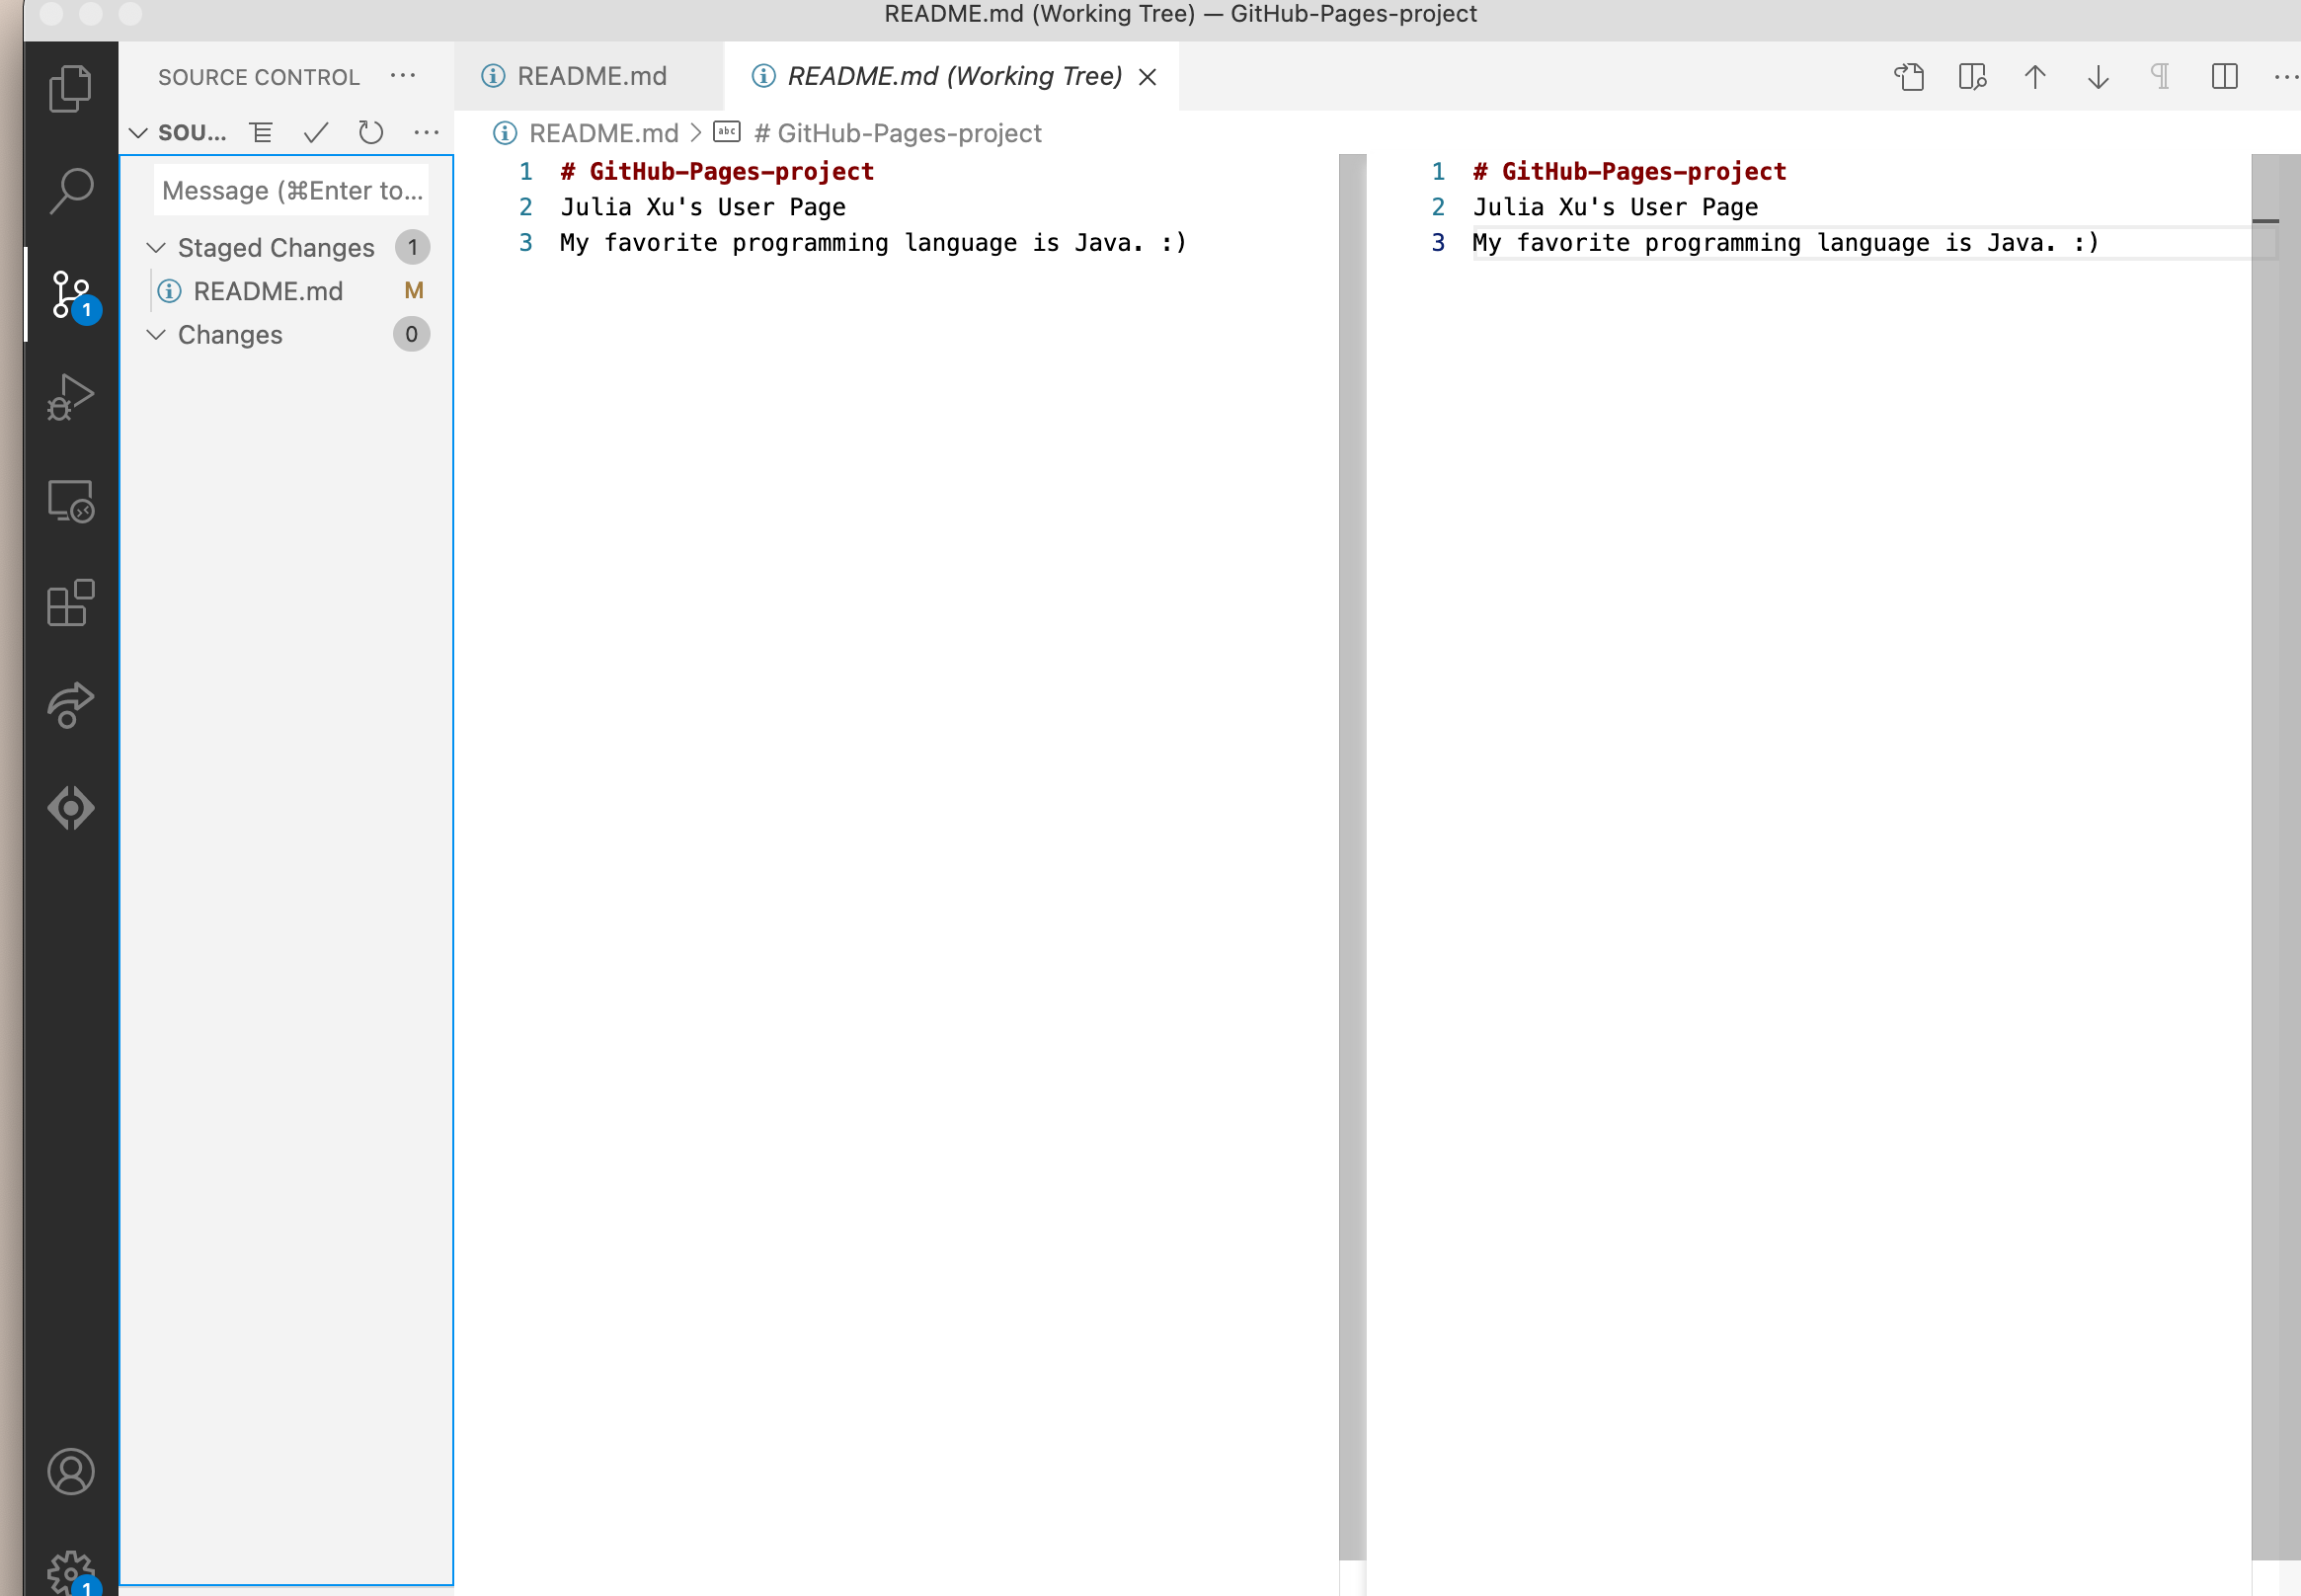 README.md (Working Tree) — GitHub-Pages-project
SOURCE CONTROL ...
README.md
README.md (Working Tree)
SOU...
README.md > abc # GitHub-Pages-project
Message (⌘Enter to...
Staged Changes 1
README.md M
Changes 0
1 # GitHub-Pages-project
2 Julia Xu's User Page
3 My favorite programming language is Java. :)
1 # GitHub-Pages-project
2 Julia Xu's User Page
3 My favorite programming language is Java. :)
1
1